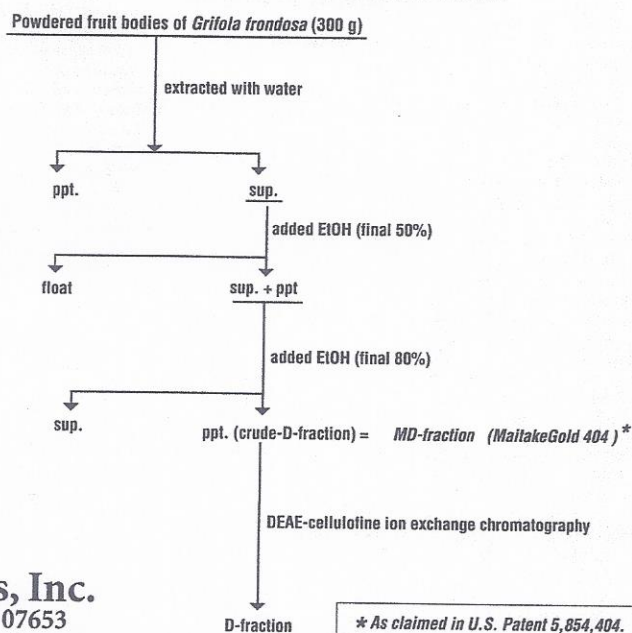 Powdered fruit bodies of Grifola frondosa (300 g)
extracted with water
ppt.
sup.
added EtOH (final 50%)
float
sup. + ppt
added EtOH (final 80%)
sup.
ppt. (crude-D-fraction) = MD-fraction (MaitakeGold 404)*
DEAE-cellulofine ion exchange chromatography
s, Inc.
07653
D-fraction
* As claimed in U.S. Patent 5,854,404.